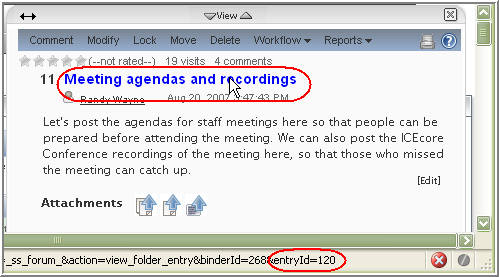 View
Comment Modify Lock Move Delete Workflow Reports
(--not rated--) 19 visits 4 comments
11. Meeting agendas and recordings
Randy Wayne Aug 20, 2007 5:47:43 PM
Let's post the agendas for staff meetings here so that people can be
prepared before attending the meeting. We can also post the ICEcore
Conference recordings of the meeting here, so that those who missed
the meeting can catch up.
[Edit]
Attachments
=_ss_forum_&action=view_folder_entry&binderId=268&entryId=120